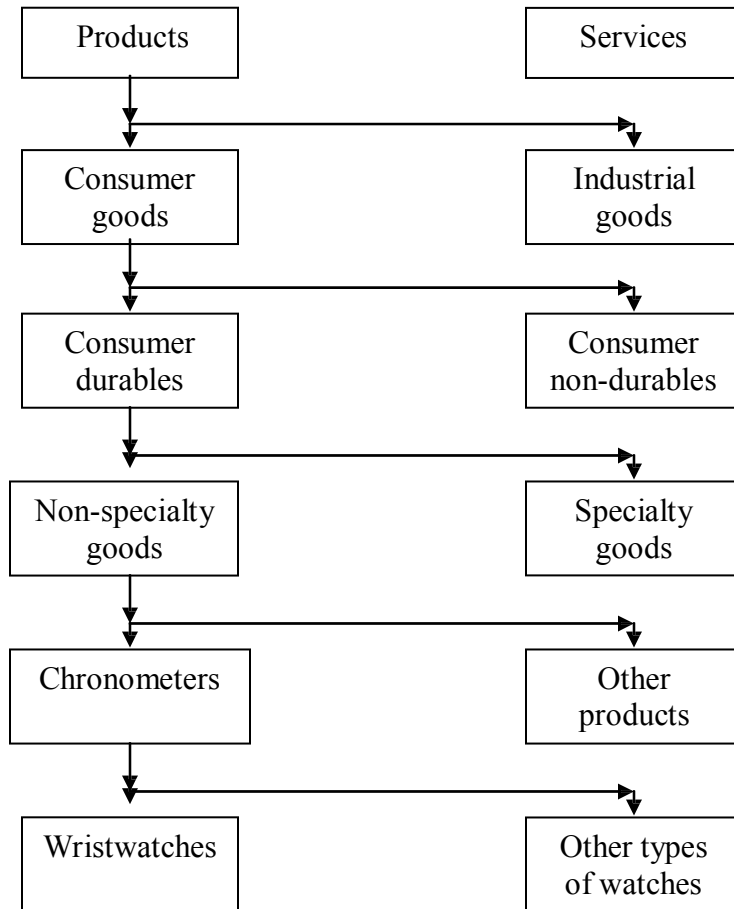 Products
Services
Consumer
goods
Industrial
goods
Consumer
durables
Consumer
non-durables
Non-specialty
goods
Specialty
goods
Chronometers
Other
products
Wristwatches
Other types
of watches